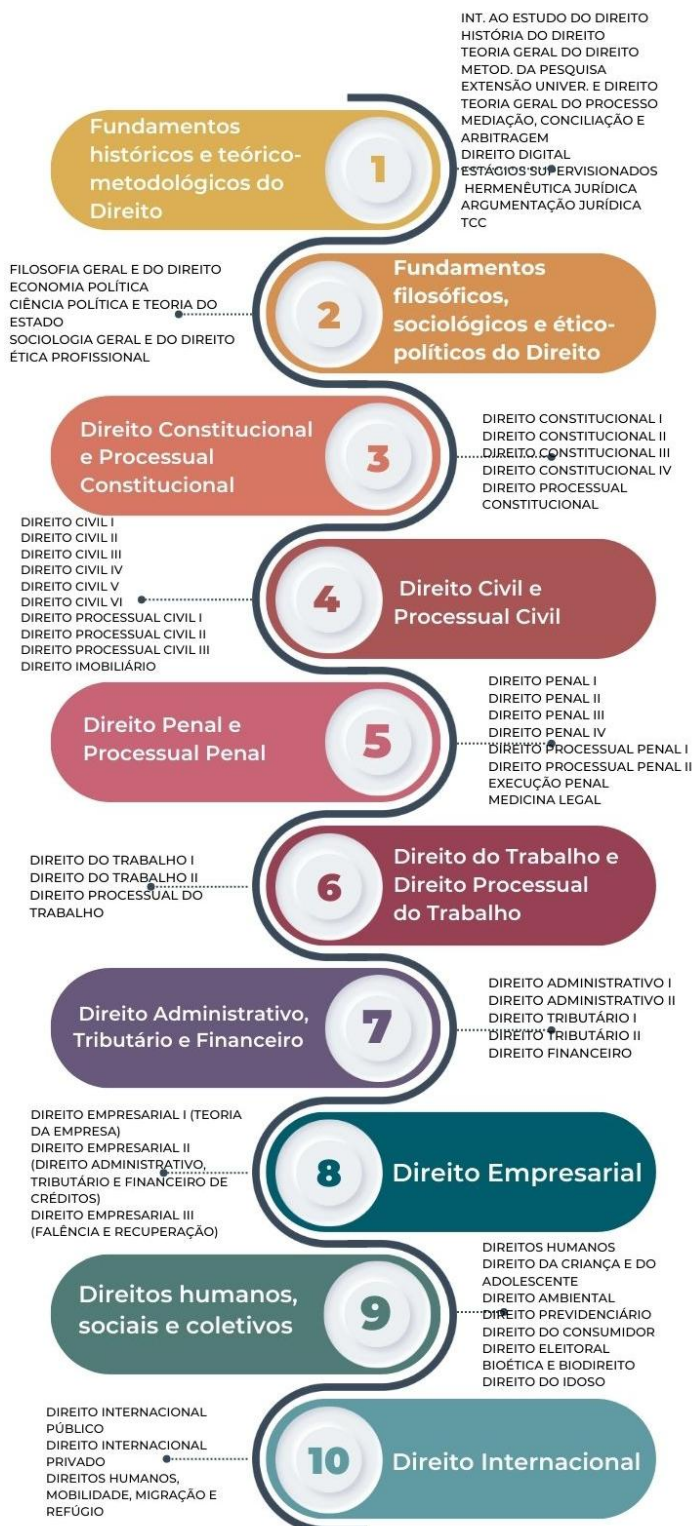 INT. AO ESTUDO DO DIREITO
HISTÓRIA DO DIREITO
TEORIA GERAL DO DIREITO
METOD. DA PESQUISA
EXTENSÃO UNIVER. E DIREITO
TEORIA GERAL DO PROCESSO
MEDIAÇÃO, CONCILIAÇÃO E
ARBITRAGEM
DIREITO DIGITAL
ESTÁGIOS SUPERVISIONADOS
HERMENÊUTICA JURÍDICA
ARGUMENTAÇÃO JURÍDICA
TCC
Fundamentos
históricos e teórico-
metodológicos do
Direito
1
FILOSOFIA GERAL E DO DIREITO
ECONOMIA POLÍTICA
CIÊNCIA POLÍTICA E TEORIA DO
ESTADO
SOCIOLOGIA GERAL E DO DIREITO
ÉTICA PROFISSIONAL
2
Fundamentos
filosóficos,
sociológicos e ético-
políticos do Direito
Direito Constitucional
e Processual
Constitucional
3
DIREITO CONSTITUCIONAL I
DIREITO CONSTITUCIONAL II
DIREITO CONSTITUCIONAL III
DIREITO CONSTITUCIONAL IV
DIREITO PROCESSUAL
CONSTITUCIONAL
DIREITO CIVIL I
DIREITO CIVIL II
DIREITO CIVIL III
DIREITO CIVIL IV
DIREITO CIVIL V
DIREITO CIVIL VI
DIREITO PROCESSUAL CIVIL I
DIREITO PROCESSUAL CIVIL II
DIREITO PROCESSUAL CIVIL III
DIREITO IMOBILIÁRIO
4
Direito Civil e
Processual Civil
Direito Penal e
Processual Penal
5
DIREITO PENAL I
DIREITO PENAL II
DIREITO PENAL III
DIREITO PENAL IV
DIREITO PROCESSUAL PENAL I
DIREITO PROCESSUAL PENAL II
EXECUÇÃO PENAL
MEDICINA LEGAL
DIREITO DO TRABALHO I
DIREITO DO TRABALHO II
DIREITO PROCESSUAL DO
TRABALHO
6
Direito do Trabalho e
Direito Processual
do Trabalho
Direito Administrativo,
Tributário e Financeiro
7
DIREITO ADMINISTRATIVO I
DIREITO ADMINISTRATIVO II
DIREITO TRIBUTÁRIO I
DIREITO TRIBUTÁRIO II
DIREITO FINANCEIRO
DIREITO EMPRESARIAL I (TEORIA
DA EMPRESA)
DIREITO EMPRESARIAL II
(DIREITO ADMINISTRATIVO,
TRIBUTÁRIO E FINANCEIRO DE
CRÉDITOS)
DIREITO EMPRESARIAL III
(FALÊNCIA E RECUPERAÇÃO)
8
Direito Empresarial
Direitos humanos,
sociais e coletivos
9
DIREITOS HUMANOS
DIREITO DA CRIANÇA E DO
ADOLESCENTE
DIREITO AMBIENTAL
DIREITO PREVIDENCIÁRIO
DIREITO DO CONSUMIDOR
DIREITO ELEITORAL
BIOÉTICA E BIODIREITO
DIREITO DO IDOSO
DIREITO INTERNACIONAL
PÚBLICO
DIREITO INTERNACIONAL
PRIVADO
DIREITOS HUMANOS,
MOBILIDADE, MIGRAÇÃO E
REFÚGIO
10
Direito Internacional